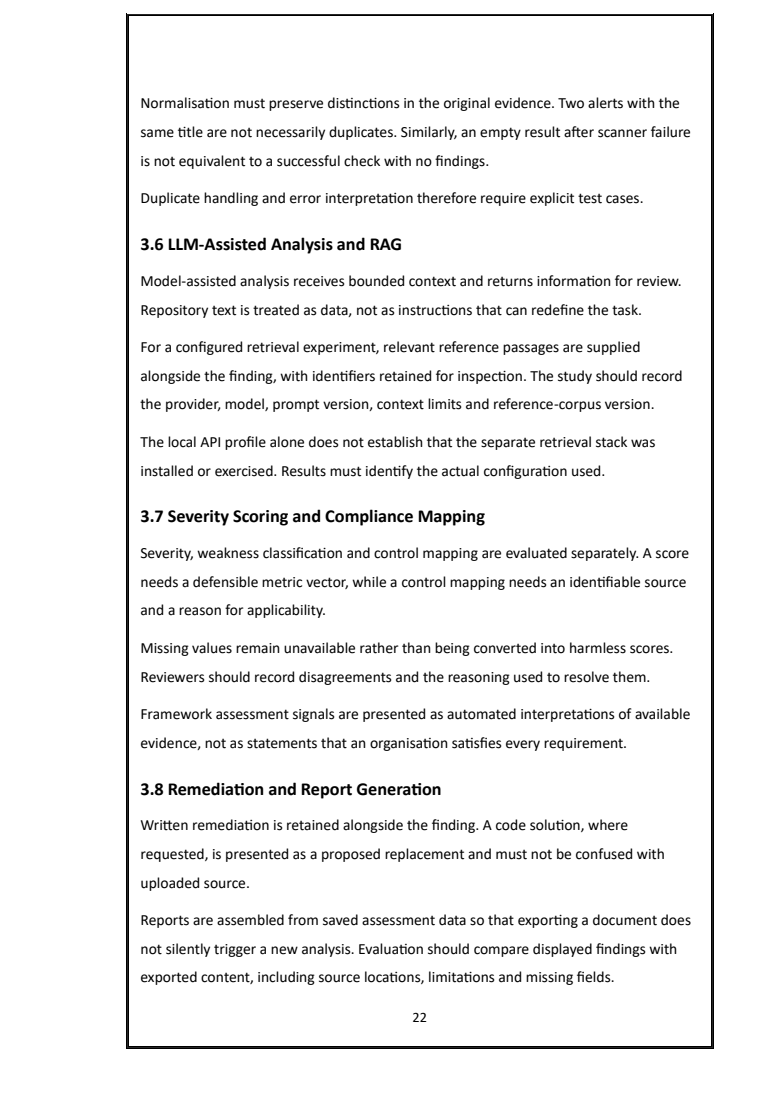 Normalisation must preserve distinctions in the original evidence. Two alerts with the
same title are not necessarily duplicates. Similarly, an empty result after scanner failure
is not equivalent to a successful check with no findings.
Duplicate handling and error interpretation therefore require explicit test cases.
3.6 LLM-Assisted Analysis and RAG
Model-assisted analysis receives bounded context and returns information for review.
Repository text is treated as data, not as instructions that can redefine the task.
For a configured retrieval experiment, relevant reference passages are supplied
alongside the finding, with identifiers retained for inspection. The study should record
the provider, model, prompt version, context limits and reference-corpus version.
The local API profile alone does not establish that the separate retrieval stack was
installed or exercised. Results must identify the actual configuration used.
3.7 Severity Scoring and Compliance Mapping
Severity, weakness classification and control mapping are evaluated separately. A score
needs a defensible metric vector, while a control mapping needs an identifiable source
and a reason for applicability.
Missing values remain unavailable rather than being converted into harmless scores.
Reviewers should record disagreements and the reasoning used to resolve them.
Framework assessment signals are presented as automated interpretations of available
evidence, not as statements that an organisation satisfies every requirement.
3.8 Remediation and Report Generation
Written remediation is retained alongside the finding. A code solution, where
requested, is presented as a proposed replacement and must not be confused with
uploaded source.
Reports are assembled from saved assessment data so that exporting a document does
not silently trigger a new analysis. Evaluation should compare displayed findings with
exported content, including source locations, limitations and missing fields.
22